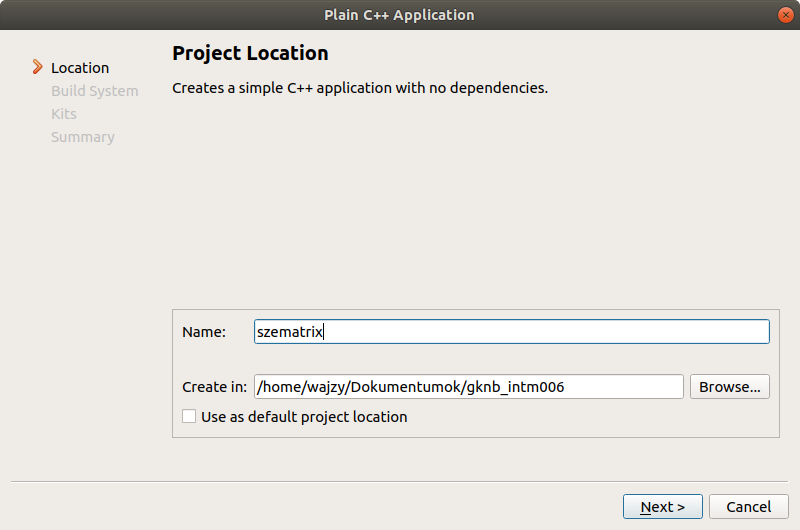 Plain C++ Application
Location
Build System
Kits
Summary
Project Location
Creates a simple C++ application with no dependencies.
Name:
szematrix
Create in:
/home/wajzy/Dokumentumok/gknb_intm006
Browse...
Use as default project location
Next >
Cancel